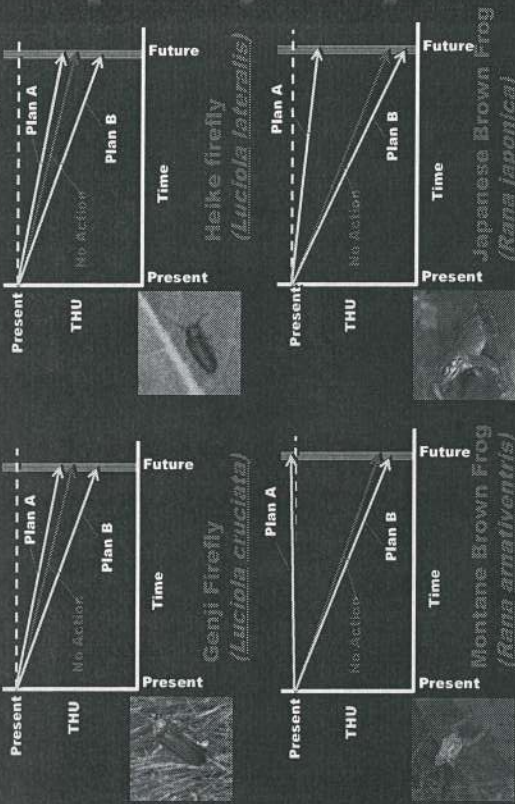 Present
THU
Plan A
No Action
Plan B
Time
Present
Future
Genji Firefly
(Luciola cruciata)
Present
THU
Plan A
No Action
Plan B
Time
Present
Future
Heike firefly
(Luciola lateralis)
Present
THU
Plan A
No Action
Plan B
Time
Present
Future
Montane Brown Frog
(Rana amativentris)
Present
THU
Plan A
No Action
Plan B
Time
Present
Future
Japanese Brown Frog
(Rana japonica)